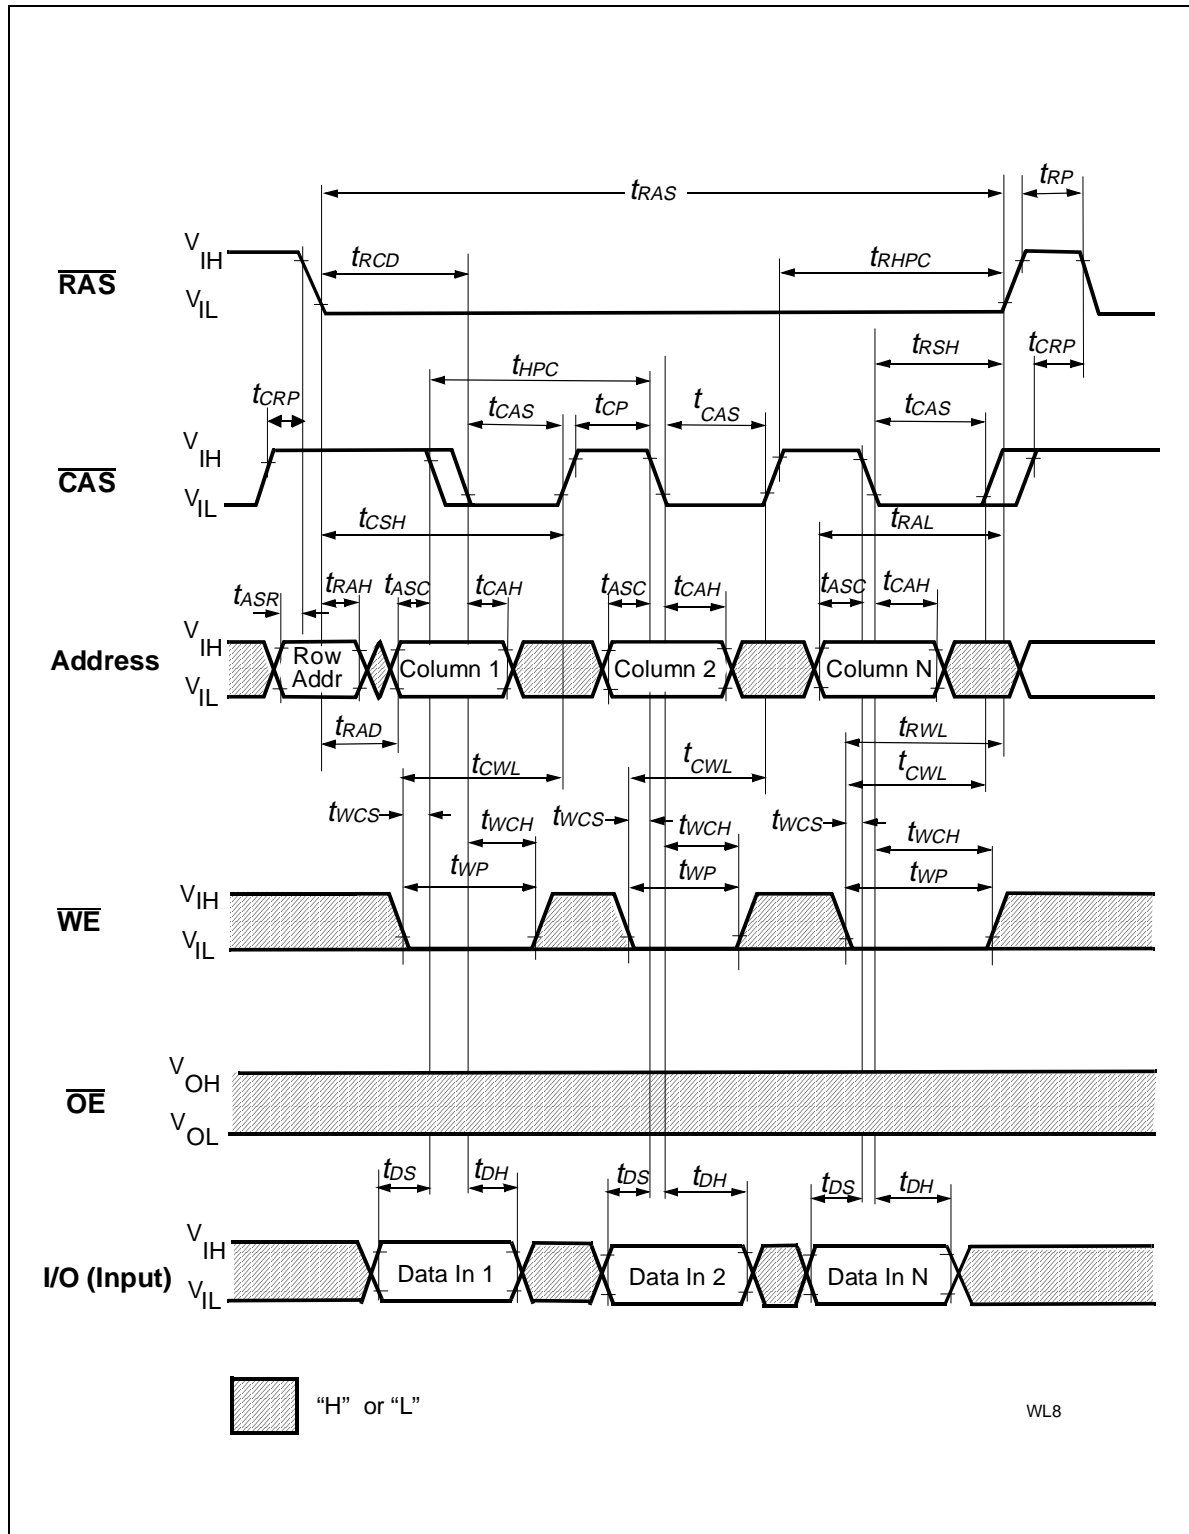 tRAS
tRP
VIH
RAS
VIL
tRCD
tRHPC
tRSH
tCRP
tHPC
tCRP
tCAS
tCP
tCAS
tCAS
VIH
CAS
VIL
tCSH
tRAL
tASR
tRAH
tASC
tCAH
tASC
tCAH
tASC
tCAH
VIH
Address
VIL
Row
Addr
Column 1
Column 2
Column N
tRAD
tRWL
tCWL
tCWL
tCWL
tWCS
tWCH
tWCS
tWCH
tWCS
tWCH
tWP
tWP
tWP
VIH
WE
VIL
VOH
OE
VOL
tDS
tDH
tDS
tDH
tDS
tDH
VIH
I/O (Input)
VIL
Data In 1
Data In 2
Data In N
“H” or “L”
WL8